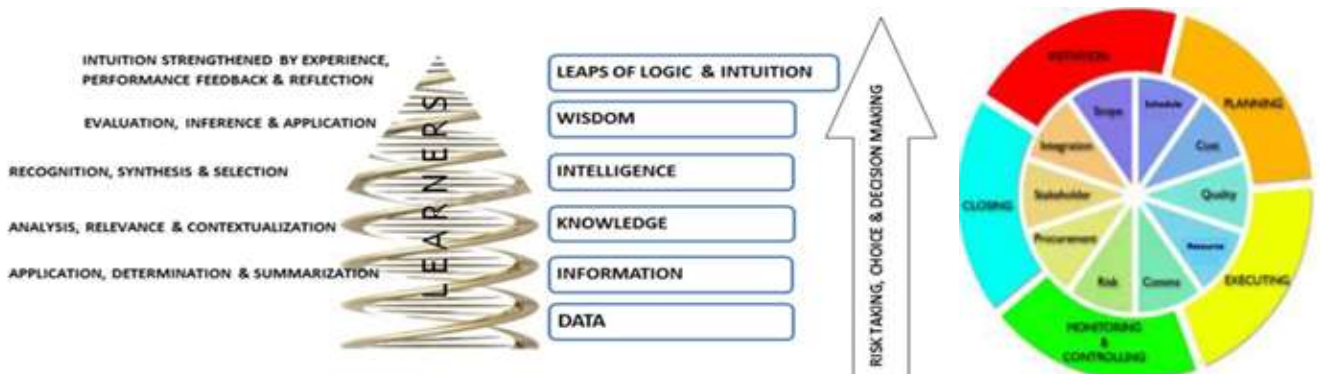 INTUITION STRENGTHENED BY EXPERIENCE,
PERFORMANCE FEEDBACK & REFLECTION
EVALUATION, INFERENCE & APPLICATION
RECOGNITION, SYNTHESIS & SELECTION
ANALYSIS, RELEVANCE & CONTEXTUALIZATION
APPLICATION, DETERMINATION & SUMMARIZATION
LEARNERS
LEAPS OF LOGIC & INTUITION
WISDOM
INTELLIGENCE
KNOWLEDGE
INFORMATION
DATA
RISK TAKING, CHOICE & DECISION MAKING
INITIATION
PLANNING
EXECUTING
MONITORING
&
CONTROLLING
CLOSING
Scope
Schedule
Cost
Quality
Resource
Comms
Risk
Procurement
Stakeholder
Integration